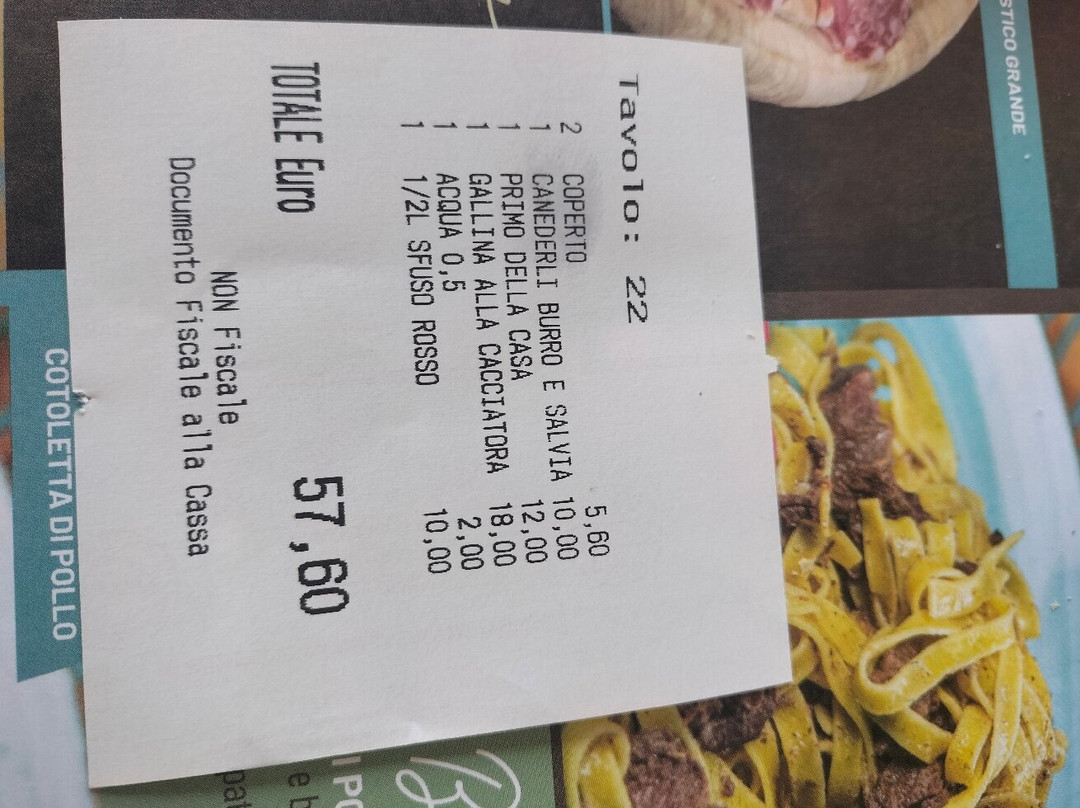 Tavolo: 22
2 COPERTO 5,60
1 CANEDERLI BURRO E SALVIA 10,00
1 PRIMO DELLA CASA 12,00
1 GALLINA ALLA CACCIATORA 18,00
1 ACQUA 0,5 2,00
1 1/2L SFUSO ROSSO 10,00
TOTALE Euro 57,60
NON Fiscale
Documento Fiscale alla Cassa
STICO GRANDE
COTOLETTA DI POLLO